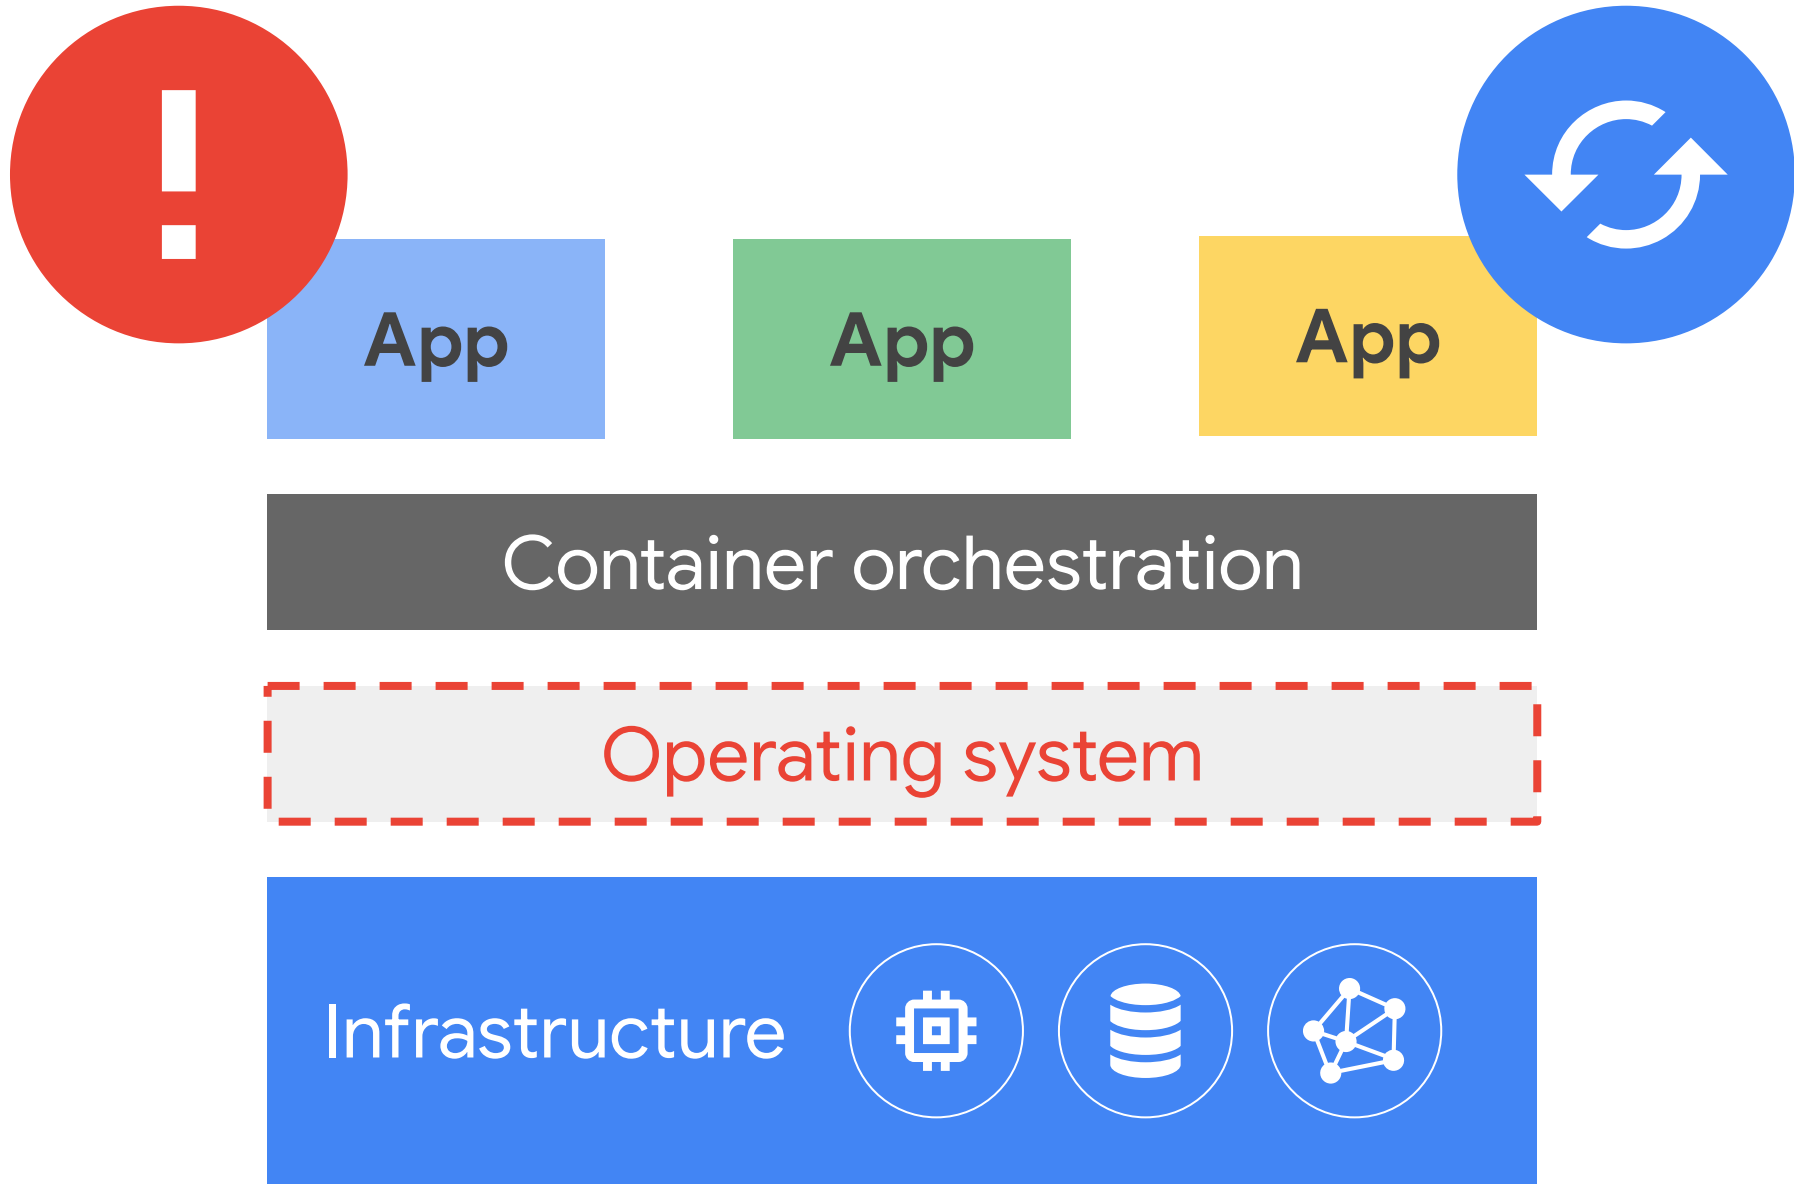 App
App
App
Container orchestration
Operating system
Infrastructure